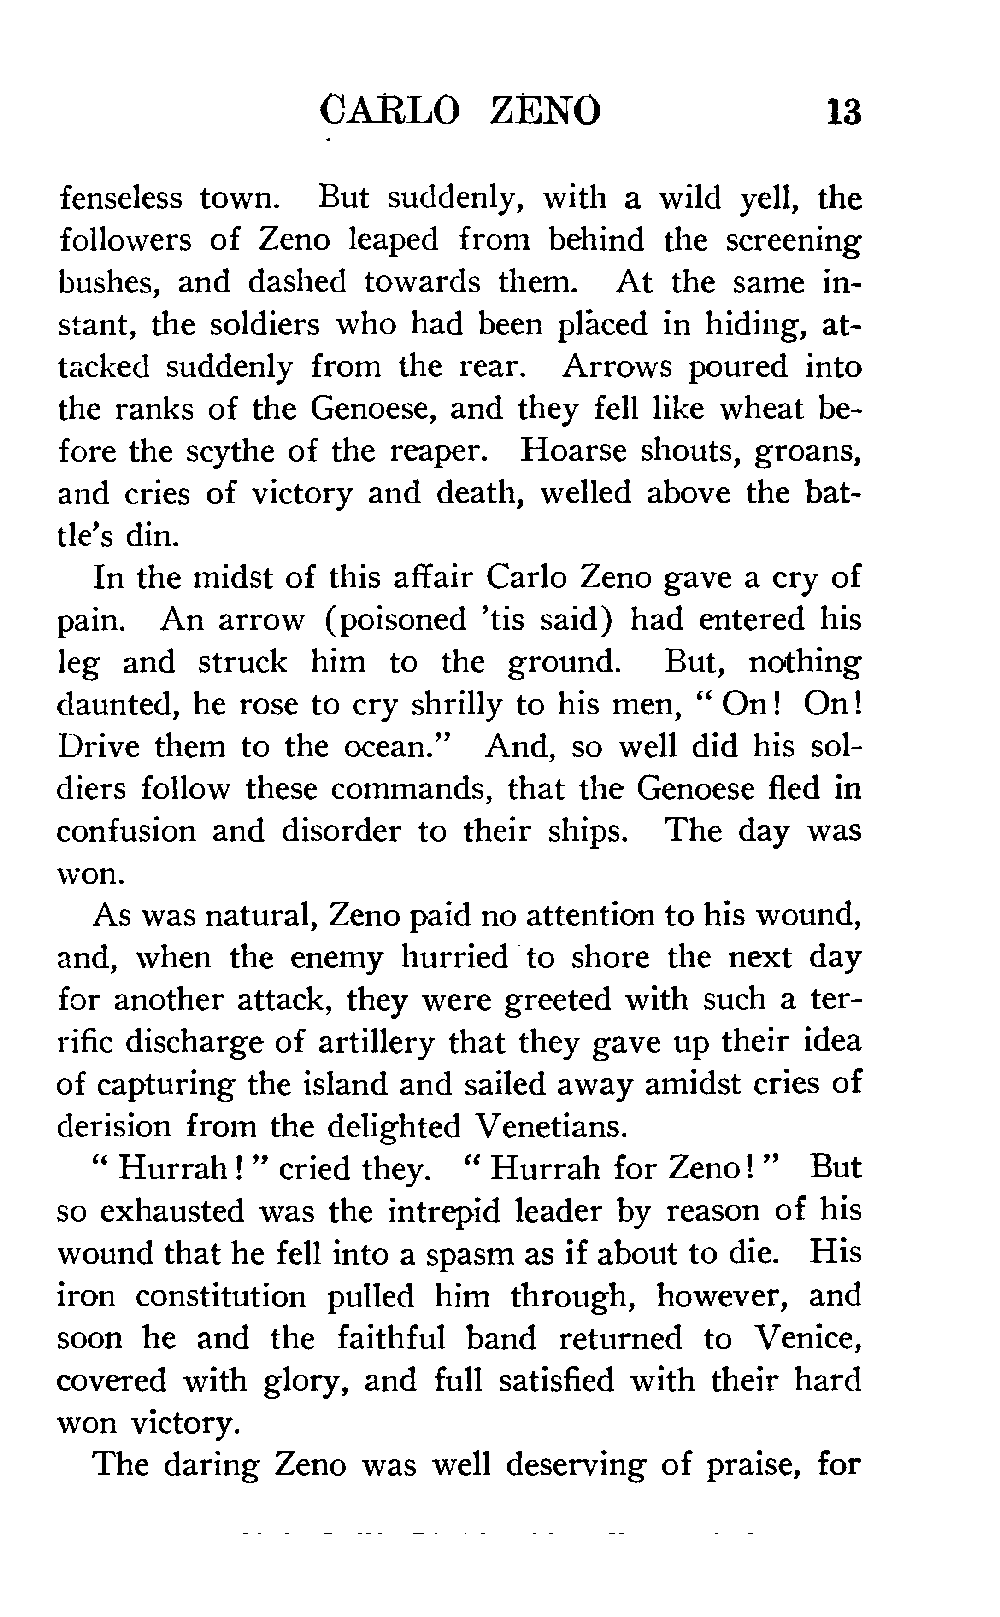 CARLO ZENO 13
fenseless town. But suddenly, with a wild yell, the
followers of Zeno leaped from behind the screening
bushes, and dashed towards them. At the same in-
stant, the soldiers who had been placed in hiding, at-
tacked suddenly from the rear. Arrows poured into
the ranks of the Genoese, and they fell like wheat be-
fore the scythe of the reaper. Hoarse shouts, groans,
and cries of victory and death, welled above the bat-
tle's din.
In the midst of this affair Carlo Zeno gave a cry of
pain. An arrow (poisoned 'tis said) had entered his
leg and struck him to the ground. But, nothing
daunted, he rose to cry shrilly to his men, “ On! On!
Drive them to the ocean.” And, so well did his sol-
diers follow these commands, that the Genoese fled in
confusion and disorder to their ships. The day was
won.
As was natural, Zeno paid no attention to his wound,
and, when the enemy hurried to shore the next day
for another attack, they were greeted with such a ter-
rific discharge of artillery that they gave up their idea
of capturing the island and sailed away amidst cries of
derision from the delighted Venetians.
“ Hurrah! ” cried they. “ Hurrah for Zeno! ” But
so exhausted was the intrepid leader by reason of his
wound that he fell into a spasm as if about to die. His
iron constitution pulled him through, however, and
soon he and the faithful band returned to Venice,
covered with glory, and full satisfied with their hard
won victory.
The daring Zeno was well deserving of praise, for